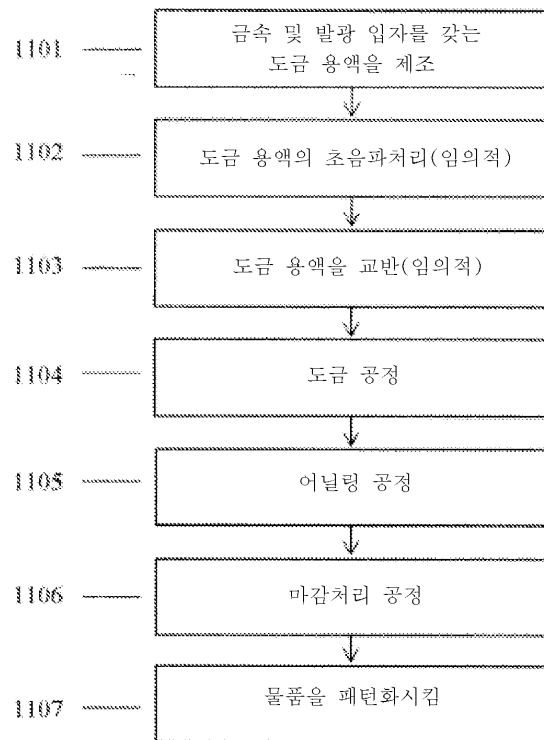 1101
금속 및 발광 입자를 갖는
도금 용액을 제조
1102
도금 용액의 초음파처리(임의적)
1103
도금 용액을 교반(임의적)
1104
도금 공정
1105
어닐링 공정
1106
마감처리 공정
1107
물품을 패턴화시킴